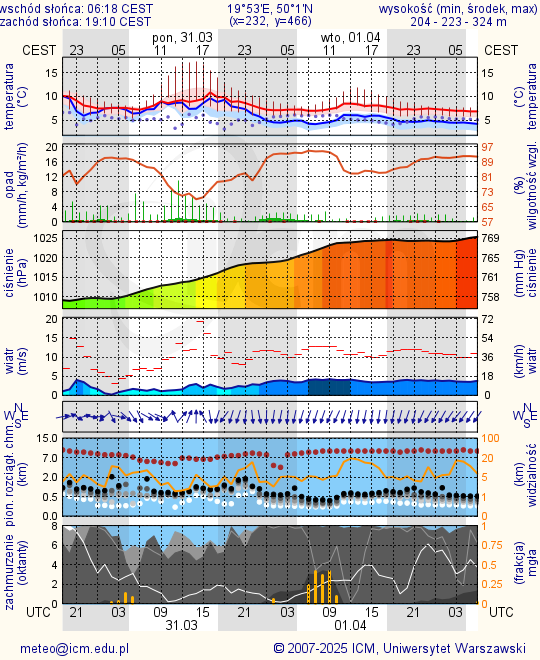 wschód słońca: 06:18 CEST 19°53'E, 50°1'N wysokość (min, środek, max)
zachód słońca: 19:10 CEST (x=232, y=466) 204 - 223 - 324 m
pon, 31.03 wto, 01.04
CEST 23 05 11 17 23 05 11 17 23 05 CEST
temperatura (°C) 15 10 5 15 10 5 (°C) temperatura
opad (mm/h, kg/m²/h) 20 16 12 8 4 0 97 89 81 73 65 57 (%) wilgotność wzgl.
ciśnienie (hPa) 1025 1020 1015 1010 769 765 761 758 (mm Hg) ciśnienie
wiatr (m/s) 20 15 10 5 0 72 54 36 18 0 (km/h) wiatr
N W E S N W E S
pion. rozciągł. chm. (km) 15.0 7.0 2.0 0.5 0.0 100 20 5 1 0 (km) widzialność
zachmurzenie (oktanty) 8 6 4 2 0 1 0.75 0.5 0.25 0 (frakcja) mgła
UTC 21 03 09 15 21 03 09 15 21 03 UTC
31.03 01.04
meteo@icm.edu.pl © 2007-2025 ICM, Uniwersytet Warszawski